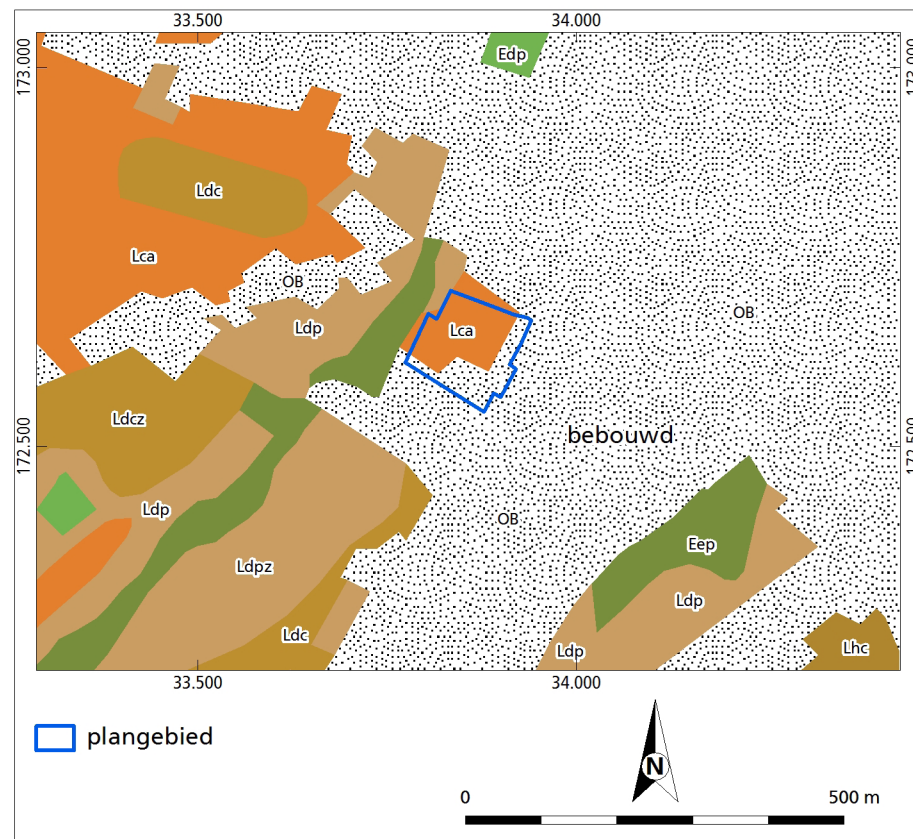 33.500 34.000
173.000 173.000
Edp
Ldc
Lca
OB
OB
Ldp
Lca
Ldcz
bebouwd
172.500 172.500
Ldp
OB
Eep
Ldpz
Ldp
Ldc
Ldp
Lhc
33.500 34.000
plangebied
N
0 500 m